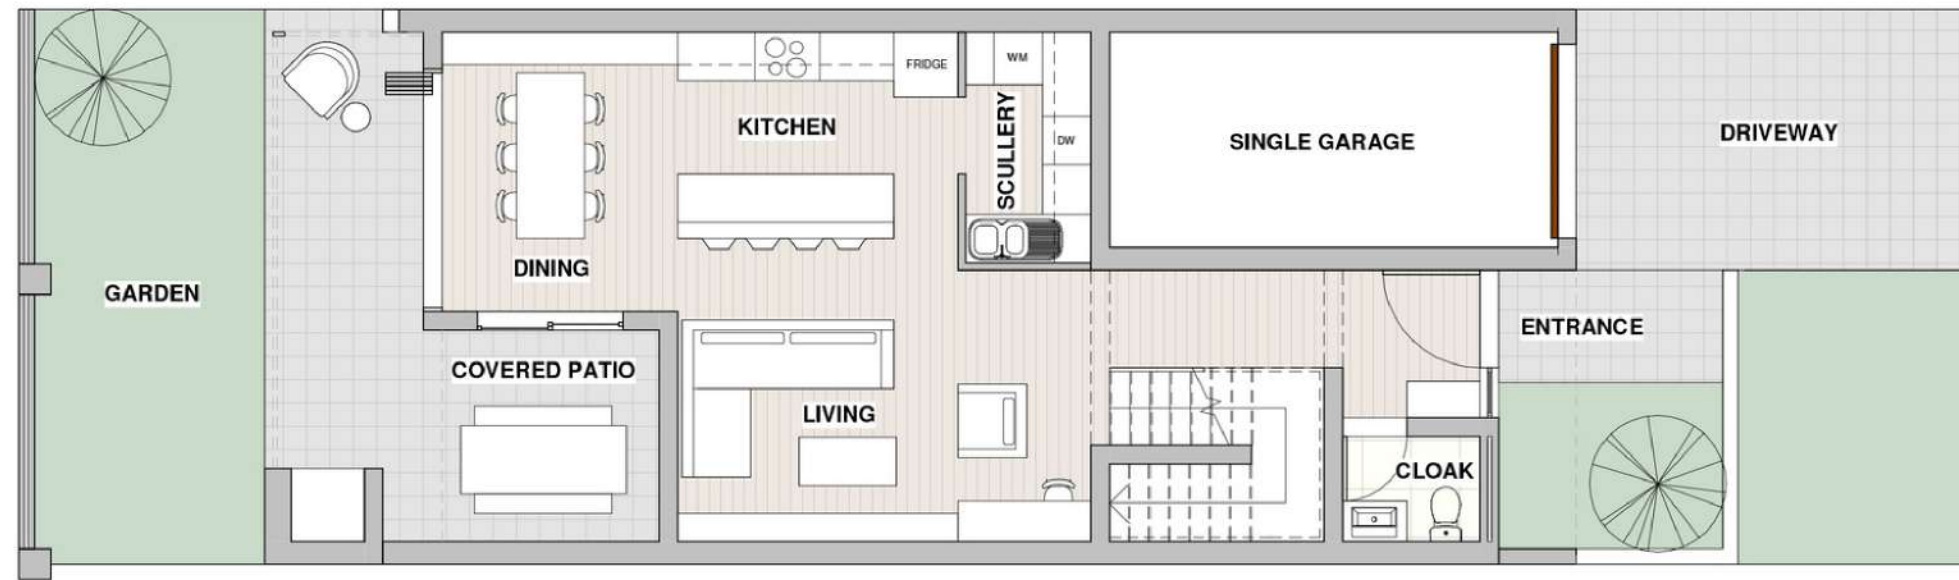 FRIDGE
WM
SCULLERY
DW
KITCHEN
SINGLE GARAGE
DRIVEWAY
DINING
GARDEN
ENTRANCE
COVERED PATIO
LIVING
CLOAK